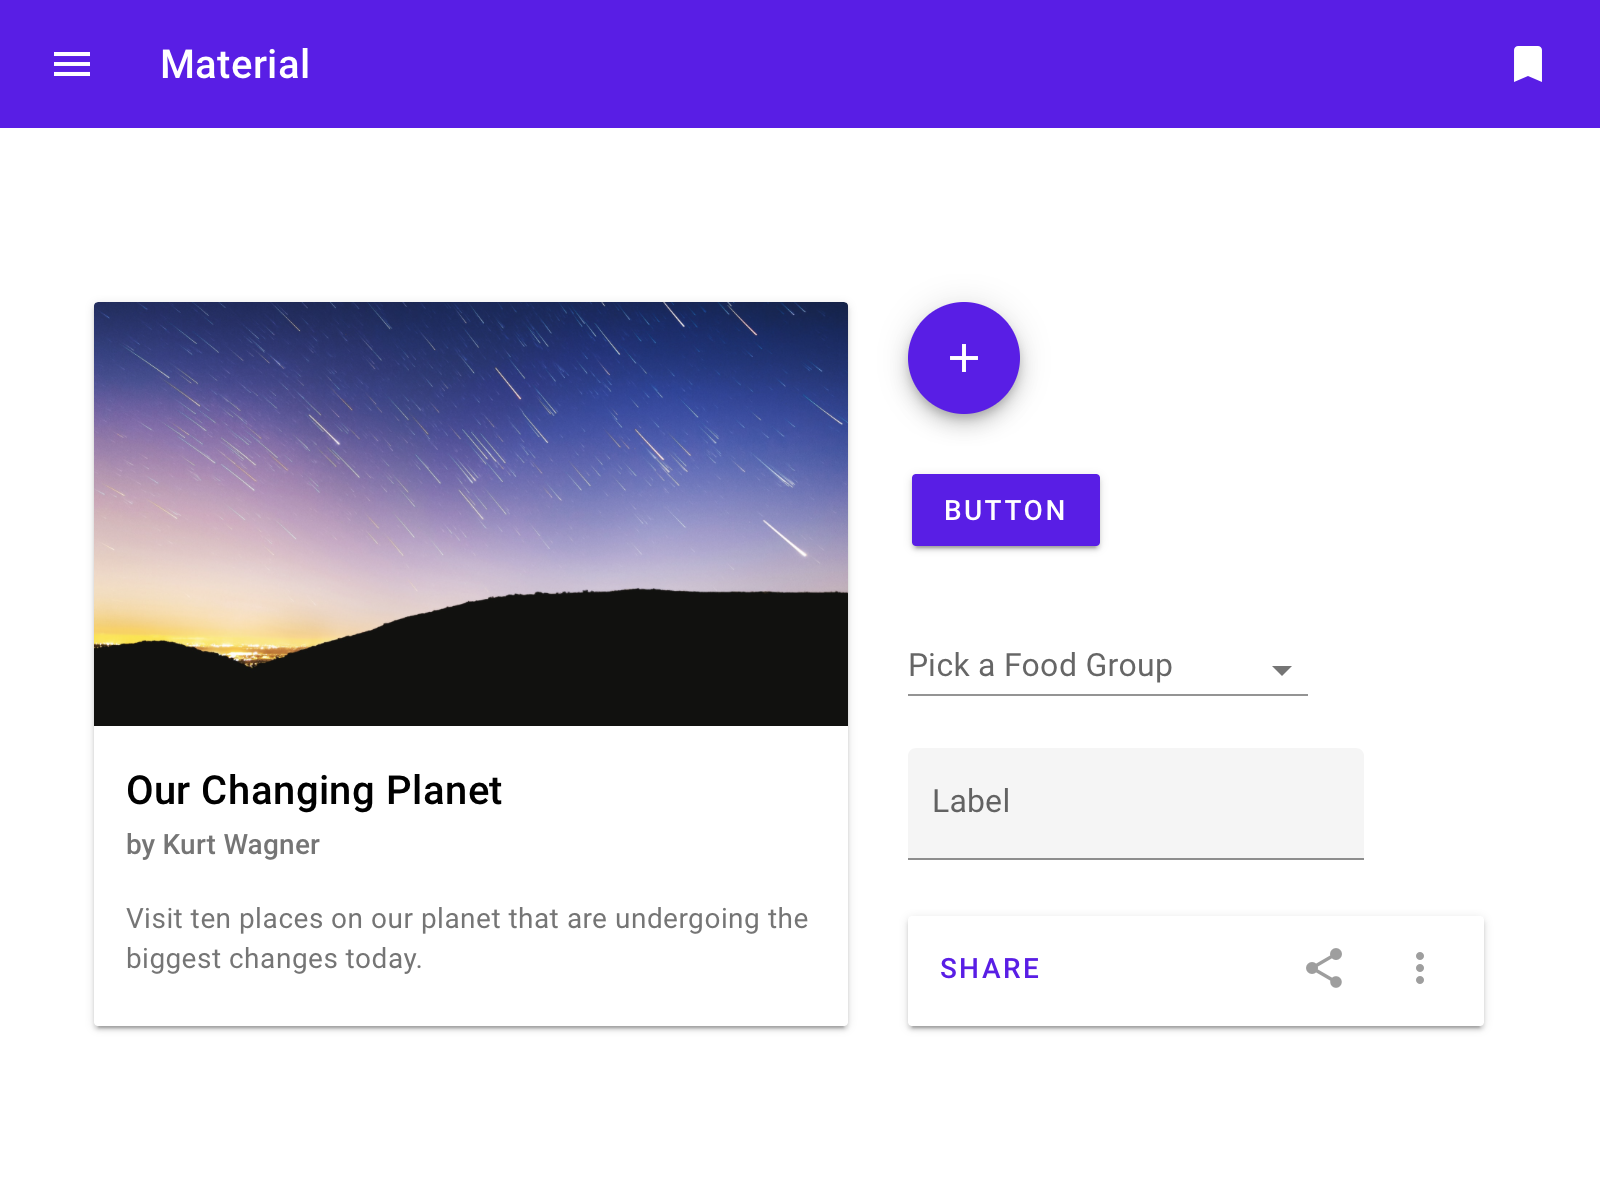 Material
Our Changing Planet
by Kurt Wagner
Visit ten places on our planet that are undergoing the
biggest changes today.
BUTTON
Pick a Food Group
Label
SHARE